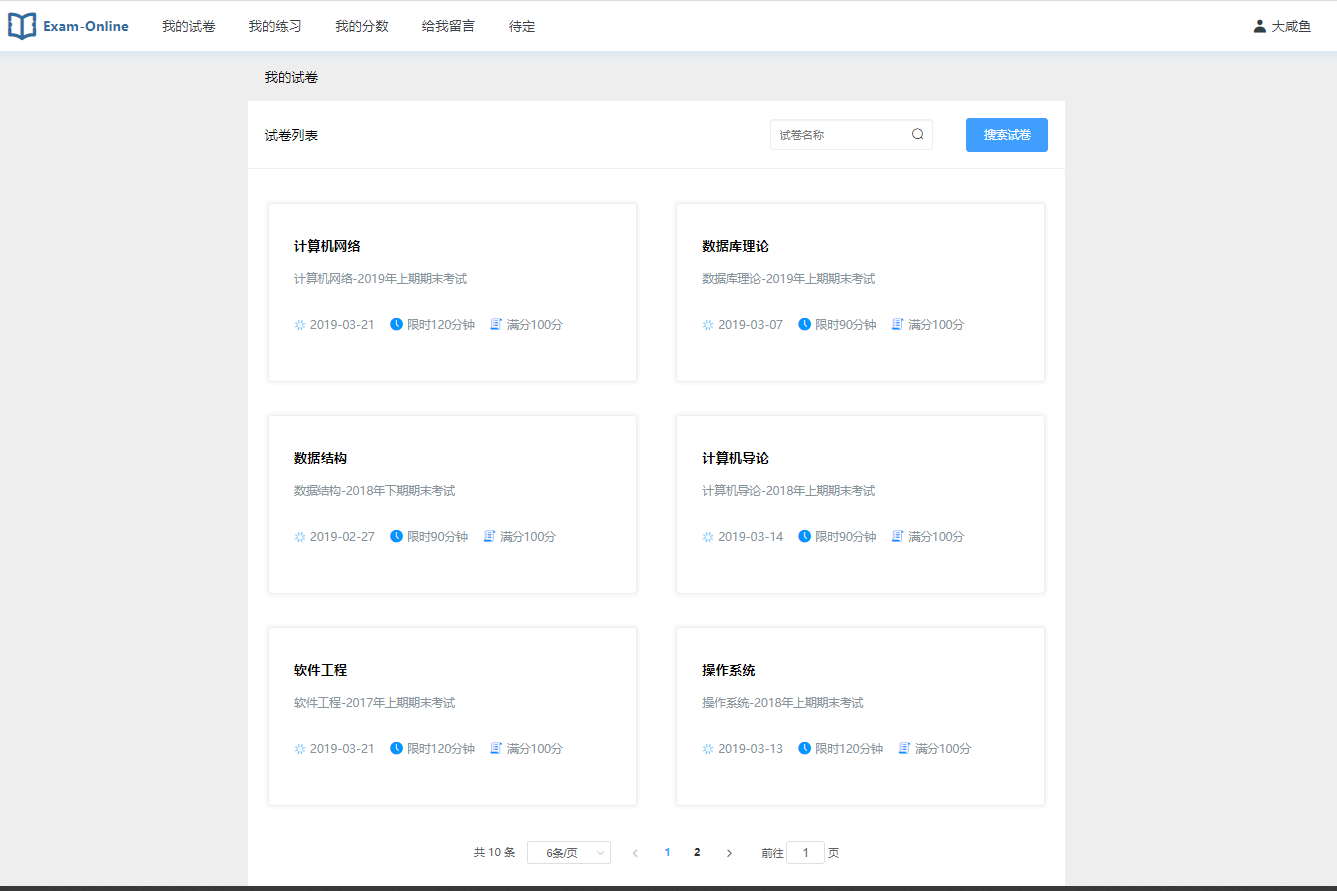 Exam-Online 我的试卷 我的练习 我的分数 给我留言 待定 大咸鱼
我的试卷
试卷列表 试卷名称 搜索试卷
计算机网络
计算机网络-2019年上期期末考试
2019-03-21 限时120分钟 满分100分
数据库理论
数据库理论-2019年上期期末考试
2019-03-07 限时90分钟 满分100分
数据结构
数据结构-2018年下期期末考试
2019-02-27 限时90分钟 满分100分
计算机导论
计算机导论-2018年上期期末考试
2019-03-14 限时90分钟 满分100分
软件工程
软件工程-2017年上期期末考试
2019-03-21 限时120分钟 满分100分
操作系统
操作系统-2018年上期期末考试
2019-03-13 限时120分钟 满分100分
共 10 条 6条/页 1 2 前往 1 页